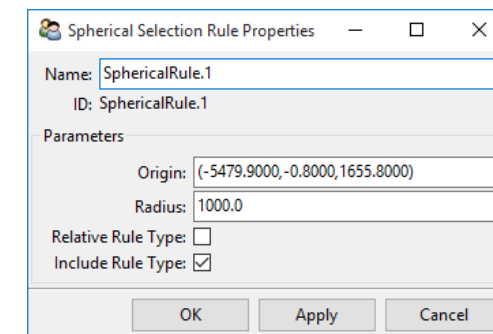 Spherical Selection Rule Properties
Name: SphericalRule.1
ID: SphericalRule.1
Parameters
Origin: (-5479.9000,-0.8000,1655.8000)
Radius: 1000.0
Relative Rule Type:
Include Rule Type:
OK Apply Cancel